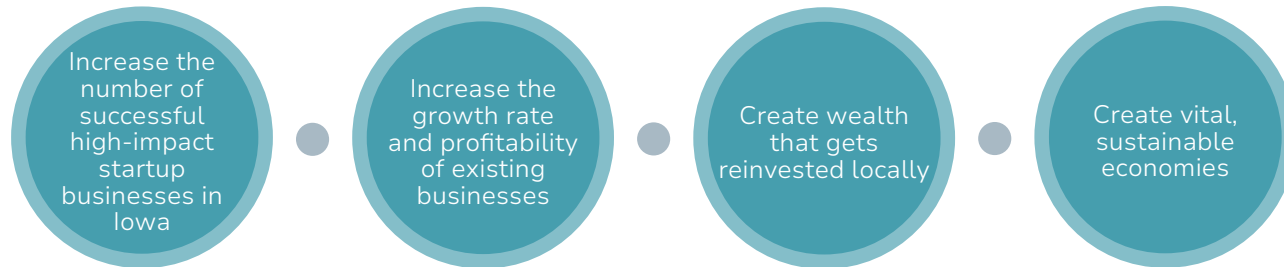 Increase the
number of
successful
high-impact
startup
businesses in
Iowa
Increase the
growth rate
and profitability
of existing
businesses
Create wealth
that gets
reinvested locally
Create vital,
sustainable
economies